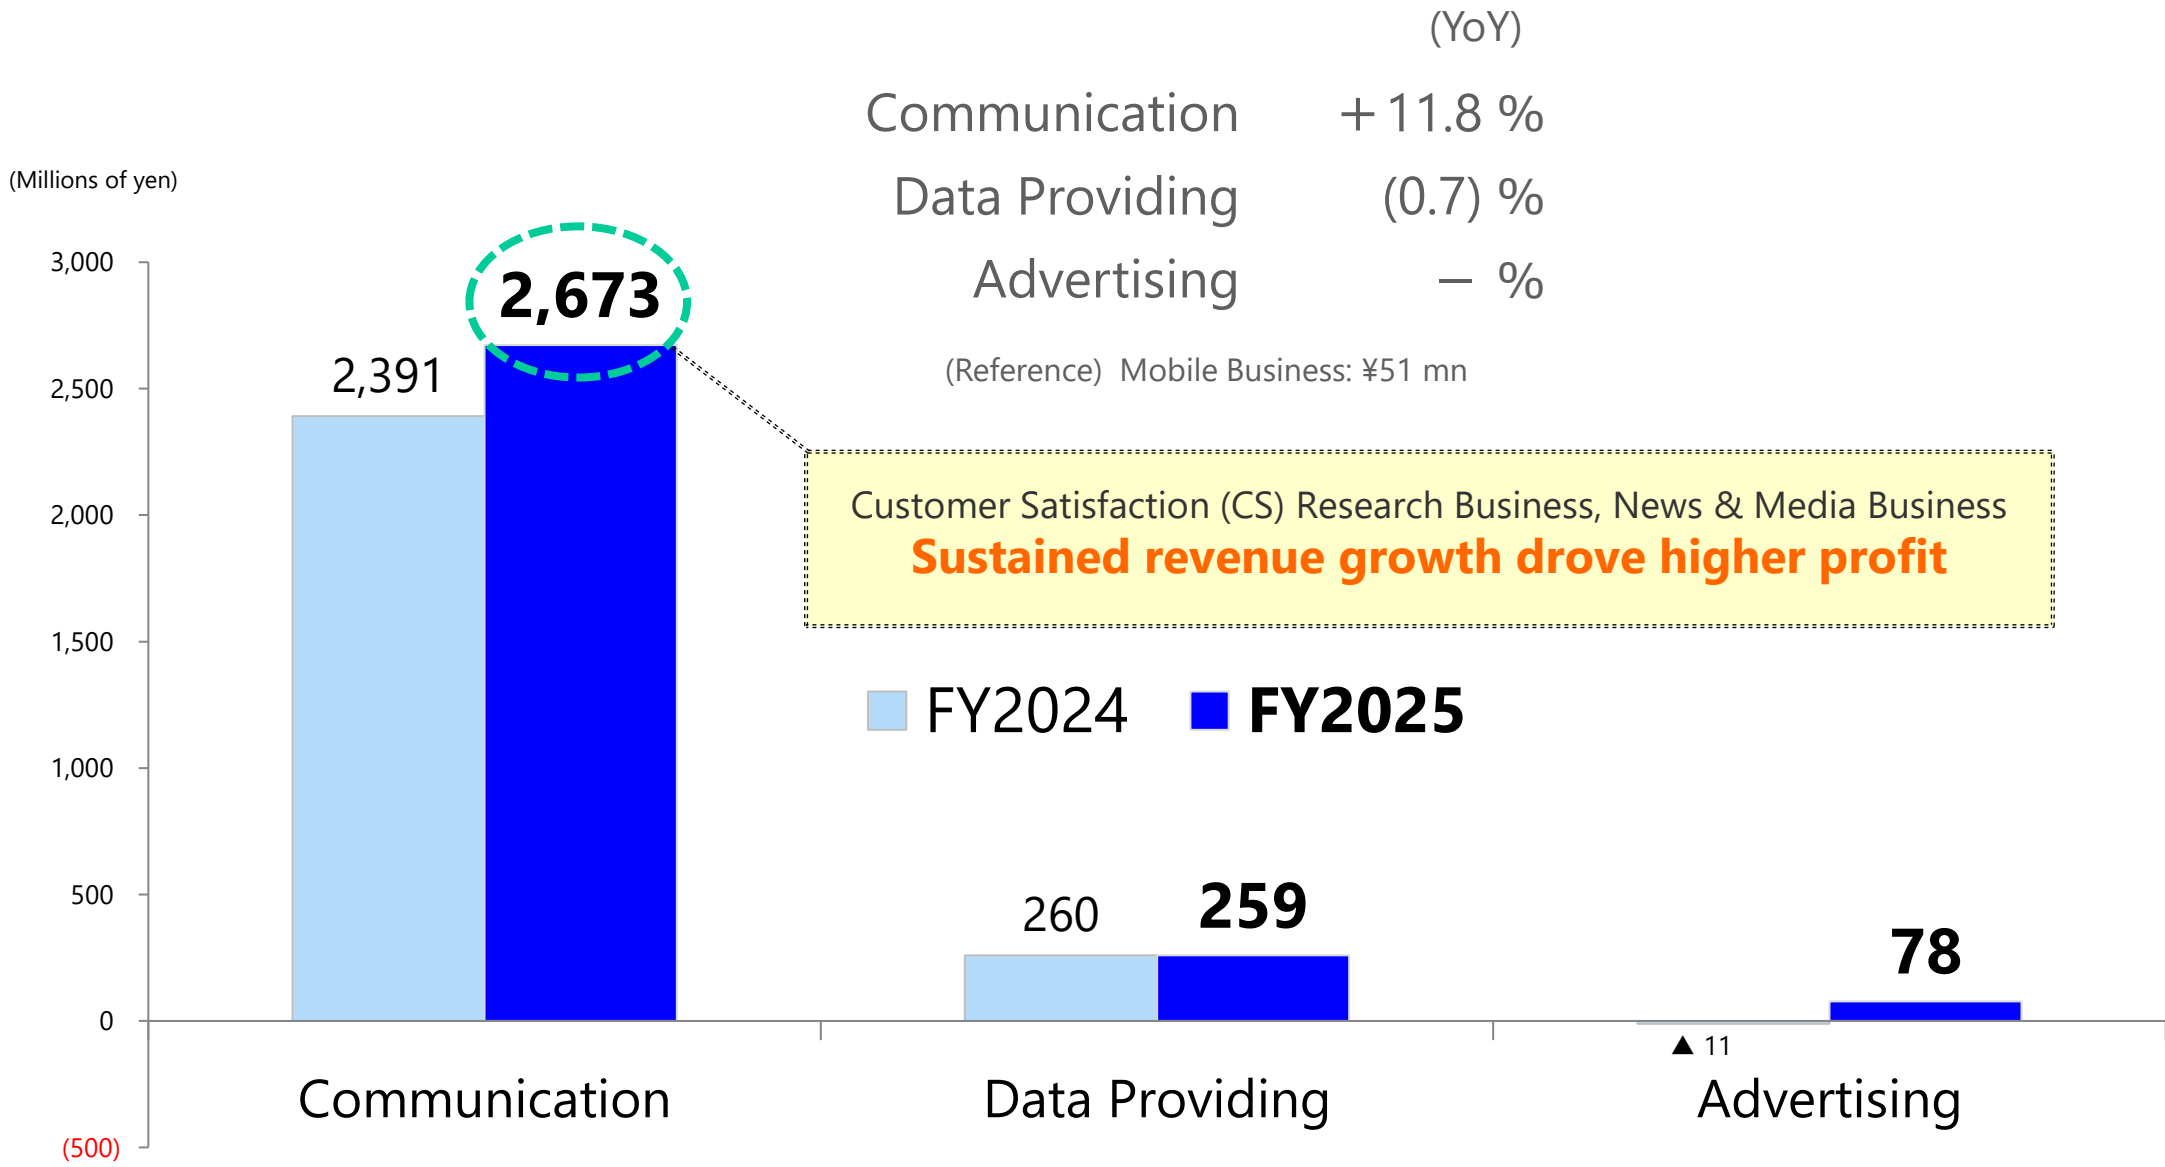 (YoY)
Communication +11.8 %
Data Providing (0.7) %
Advertising － %
(Reference) Mobile Business: ¥51 mn
(Millions of yen)
3,000
2,500
2,000
1,500
1,000
500
0
(500)
2,391
2,673
Customer Satisfaction (CS) Research Business, News & Media Business
Sustained revenue growth drove higher profit
FY2024 FY2025
260
259
▲ 11
78
Communication
Data Providing
Advertising